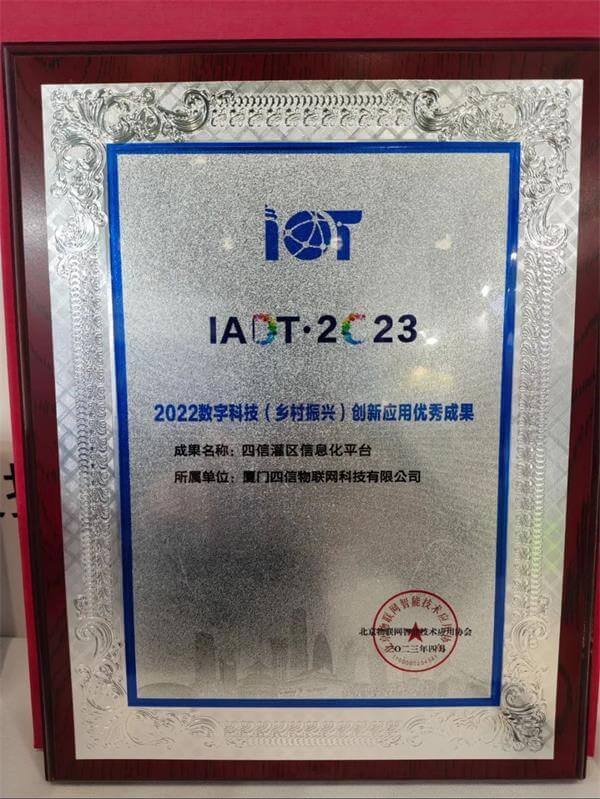 iOT
IADT·2023
2022数字科技（乡村振兴）创新应用优秀成果
成果名称：四信灌区信息化平台
所属单位：厦门四信物联网科技有限公司
北京物联网智能技术应用协会
二〇二三年四月